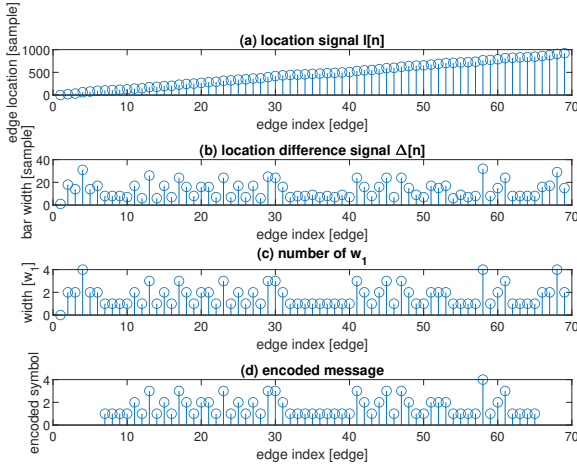 (a) location signal l[n]
edge location [sample]
1000
500
0
0 10 20 30 40 50 60 70
edge index [edge]
(b) location difference signal Δ[n]
bar width [sample]
40
20
0
0 10 20 30 40 50 60 70
edge index [edge]
(c) number of w₁
width [w₁]
4
2
0
0 10 20 30 40 50 60 70
edge index [edge]
(d) encoded message
encoded symbol
4
2
0
0 10 20 30 40 50 60 70
edge index [edge]